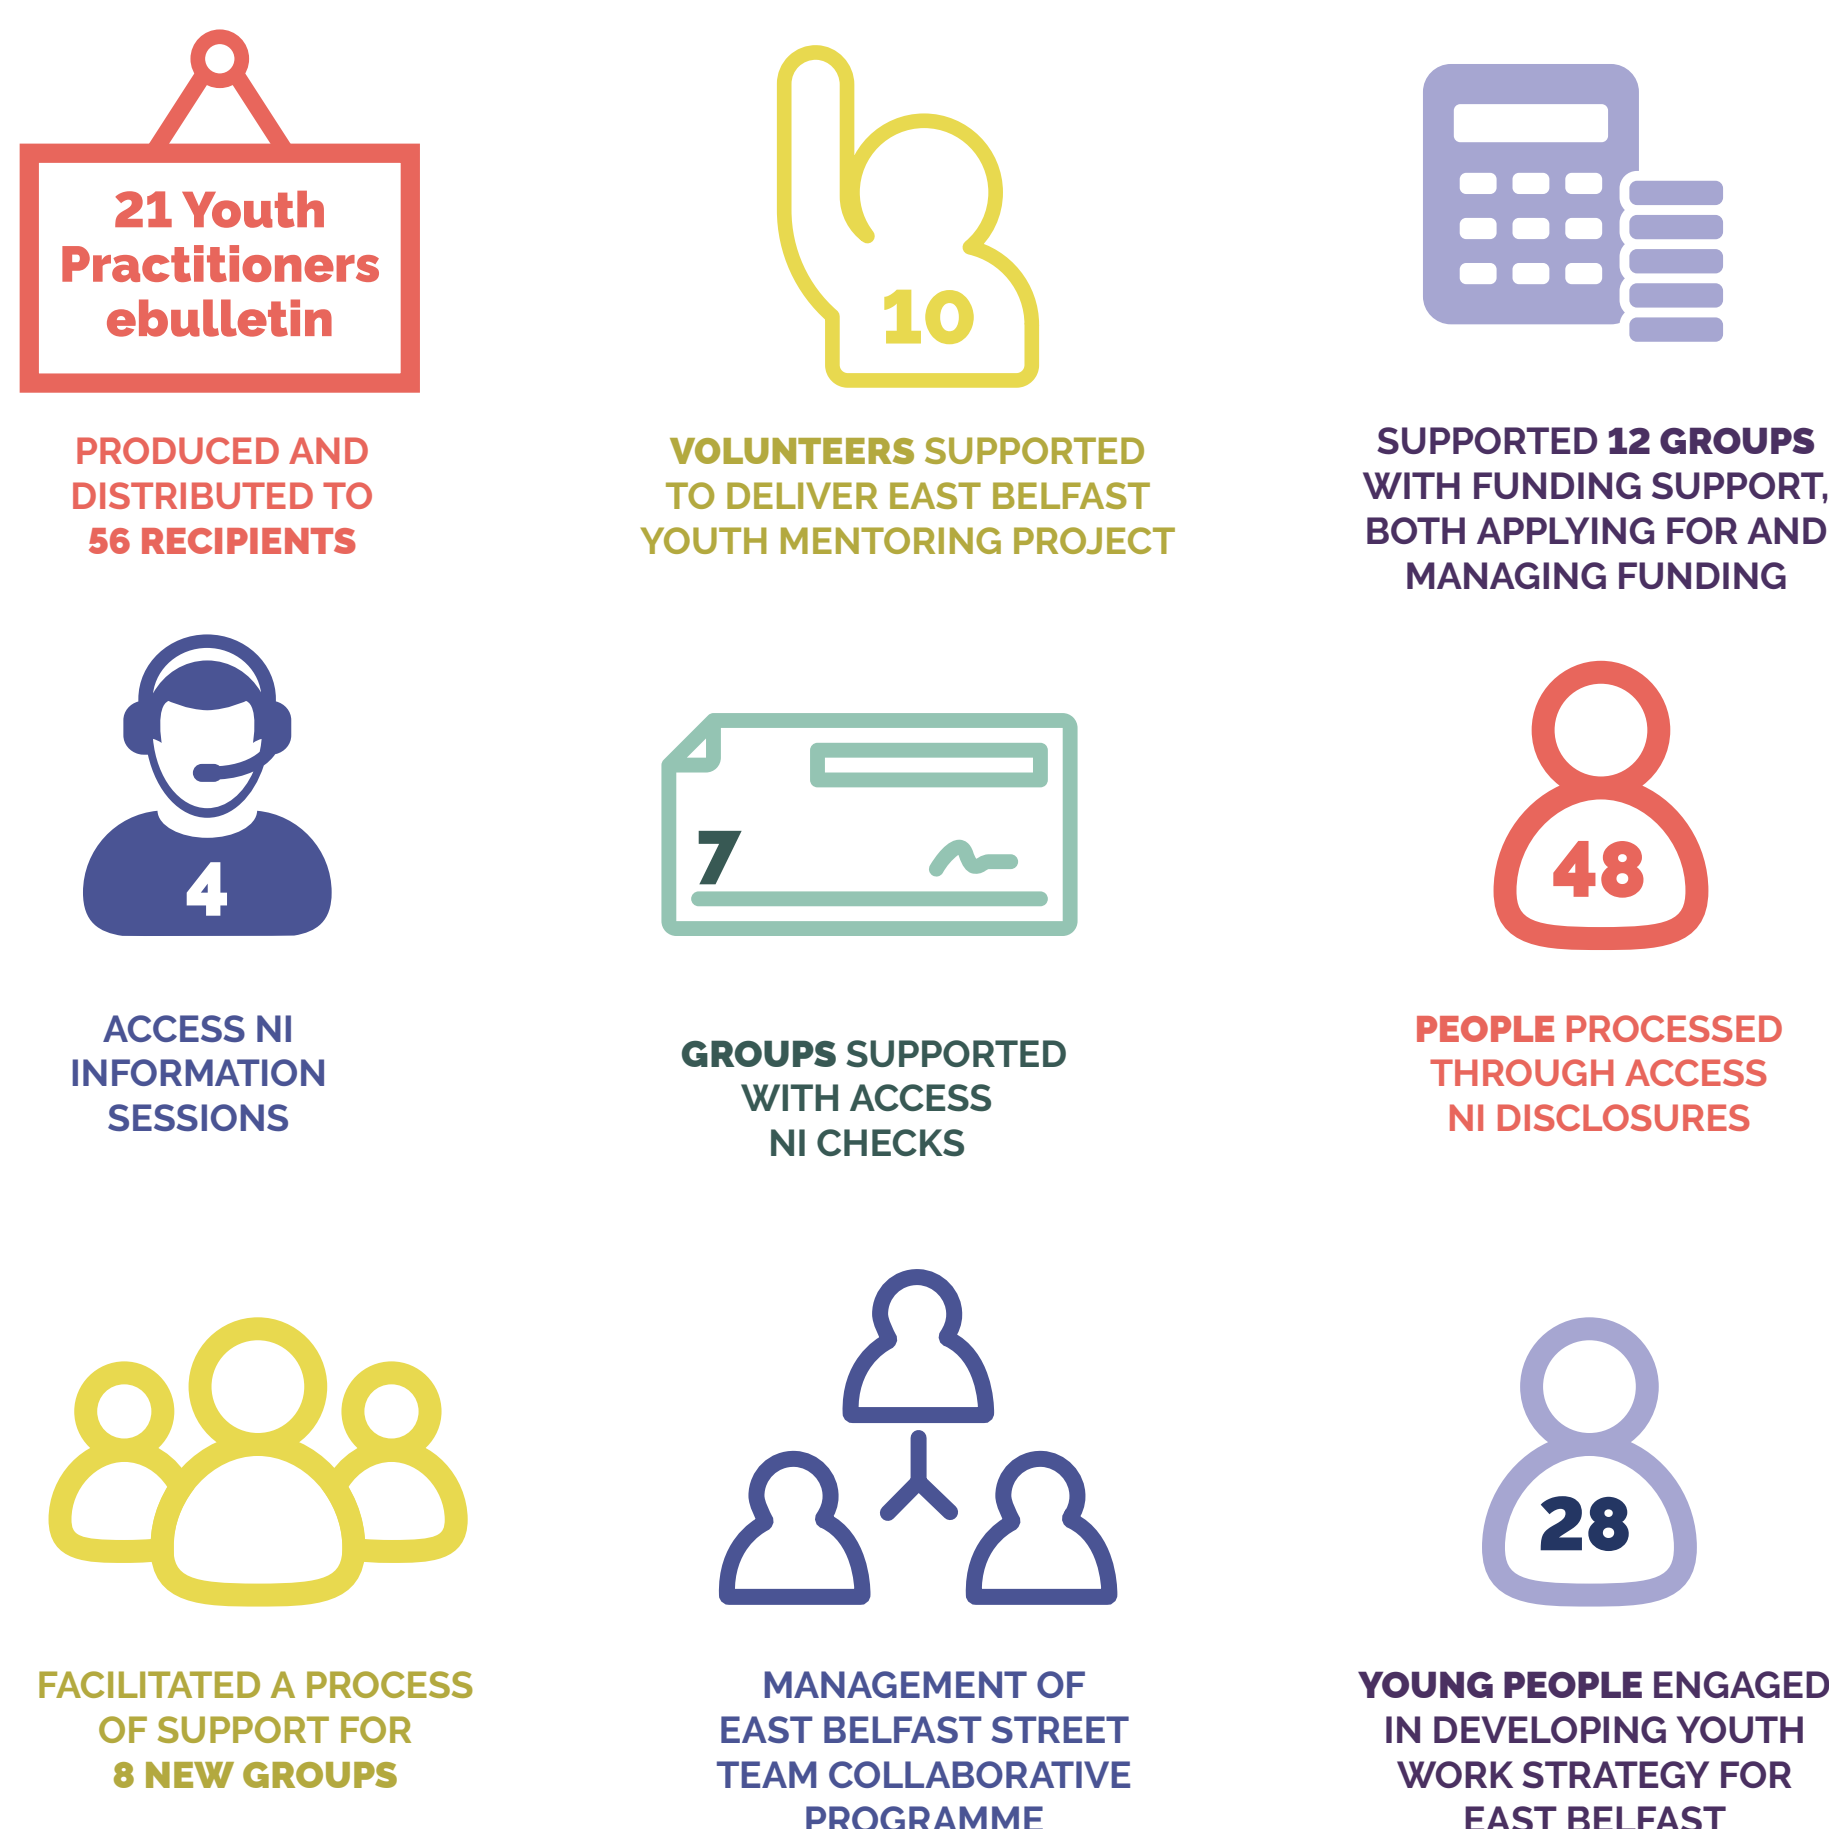 21 Youth
Practitioners
ebulletin
PRODUCED AND
DISTRIBUTED TO
56 RECIPIENTS
10
VOLUNTEERS SUPPORTED
TO DELIVER EAST BELFAST
YOUTH MENTORING PROJECT
SUPPORTED 12 GROUPS
WITH FUNDING SUPPORT,
BOTH APPLYING FOR AND
MANAGING FUNDING
4
ACCESS NI
INFORMATION
SESSIONS
7
GROUPS SUPPORTED
WITH ACCESS
NI CHECKS
48
PEOPLE PROCESSED
THROUGH ACCESS
NI DISCLOSURES
FACILITATED A PROCESS
OF SUPPORT FOR
8 NEW GROUPS
MANAGEMENT OF
EAST BELFAST STREET
TEAM COLLABORATIVE
PROGRAMME
28
YOUNG PEOPLE ENGAGED
IN DEVELOPING YOUTH
WORK STRATEGY FOR
EAST BELFAST